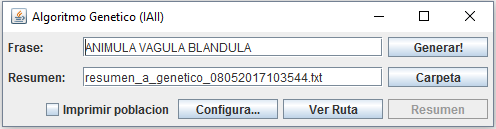 Algoritmo Genetico (IAII)
Frase: ANIMULA VAGULA BLANDULA Generar!
Resumen: resumen_a_genetico_08052017103544.txt Carpeta
Imprimir poblacion Configura... Ver Ruta Resumen